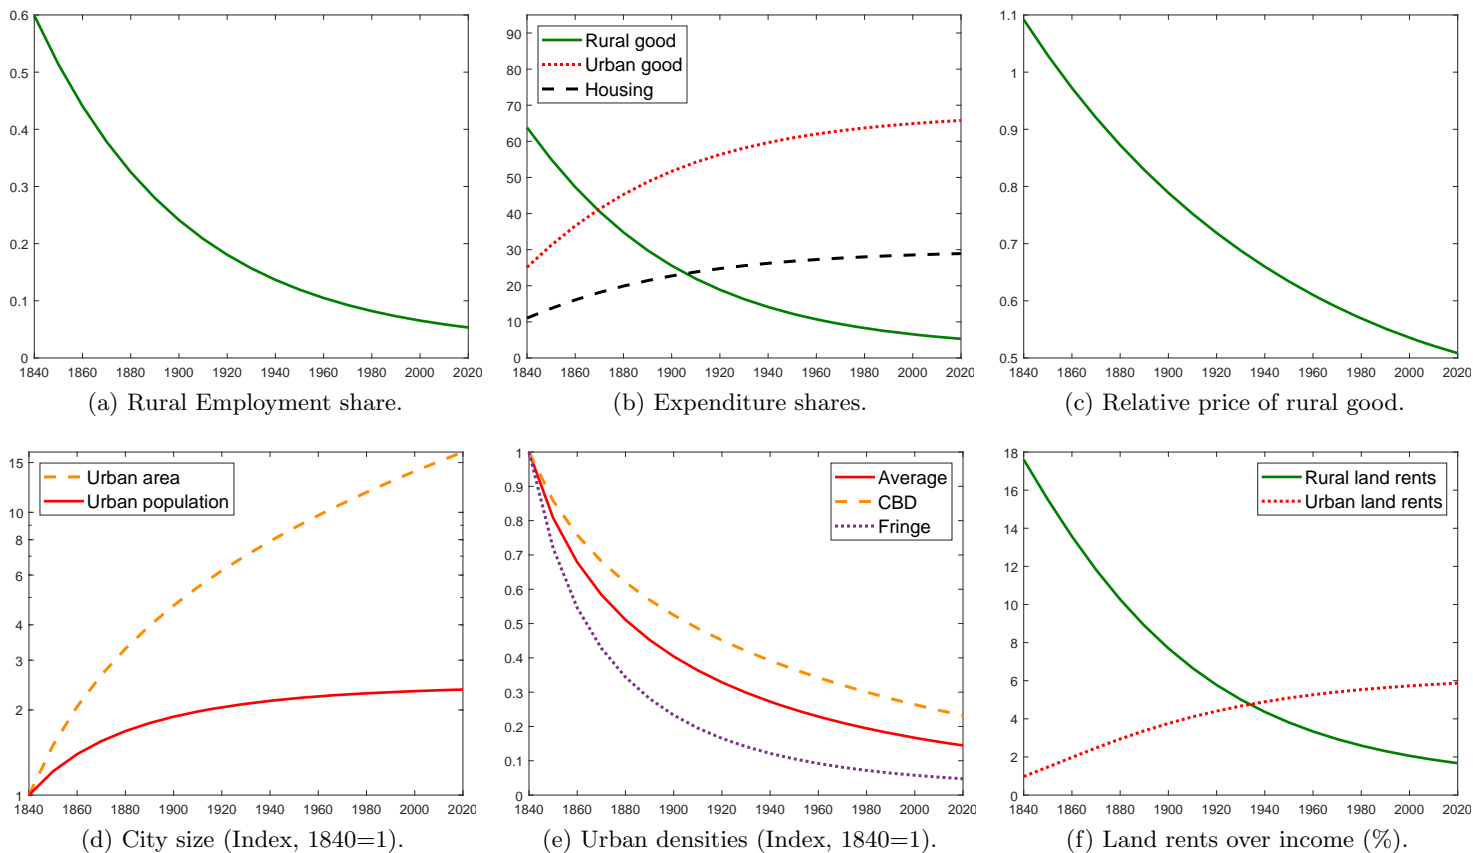 0.6
0.5
0.4
0.3
0.2
0.1
0
1840 1860 1880 1900 1920 1940 1960 1980 2000 2020
(a) Rural Employment share.
90
80
70
60
50
40
30
20
10
0
Rural good
Urban good
Housing
1840 1860 1880 1900 1920 1940 1960 1980 2000 2020
(b) Expenditure shares.
1.1
1
0.9
0.8
0.7
0.6
0.5
1840 1860 1880 1900 1920 1940 1960 1980 2000 2020
(c) Relative price of rural good.
15
10
8
6
4
3
2
1
Urban area
Urban population
1840 1860 1880 1900 1920 1940 1960 1980 2000 2020
(d) City size (Index, 1840=1).
1
0.9
0.8
0.7
0.6
0.5
0.4
0.3
0.2
0.1
0
Average
CBD
Fringe
1840 1860 1880 1900 1920 1940 1960 1980 2000 2020
(e) Urban densities (Index, 1840=1).
18
16
14
12
10
8
6
4
2
0
Rural land rents
Urban land rents
1840 1860 1880 1900 1920 1940 1960 1980 2000 2020
(f) Land rents over income (%).